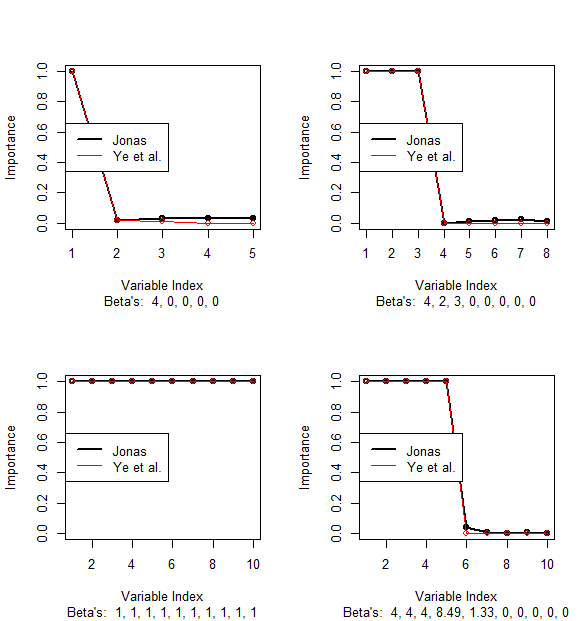 Importance
0.0 0.2 0.4 0.6 0.8 1.0
Jonas
Ye et al.
1 2 3 4 5
Variable Index
Beta's: 4, 0, 0, 0, 0
Importance
0.0 0.2 0.4 0.6 0.8 1.0
Jonas
Ye et al.
1 2 3 4 5 6 7 8
Variable Index
Beta's: 4, 2, 3, 0, 0, 0, 0, 0
Importance
0.0 0.2 0.4 0.6 0.8 1.0
Jonas
Ye et al.
2 4 6 8 10
Variable Index
Beta's: 1, 1, 1, 1, 1, 1, 1, 1, 1, 1
Importance
0.0 0.2 0.4 0.6 0.8 1.0
Jonas
Ye et al.
2 4 6 8 10
Variable Index
Beta's: 4, 4, 4, 8.49, 1.33, 0, 0, 0, 0, 0